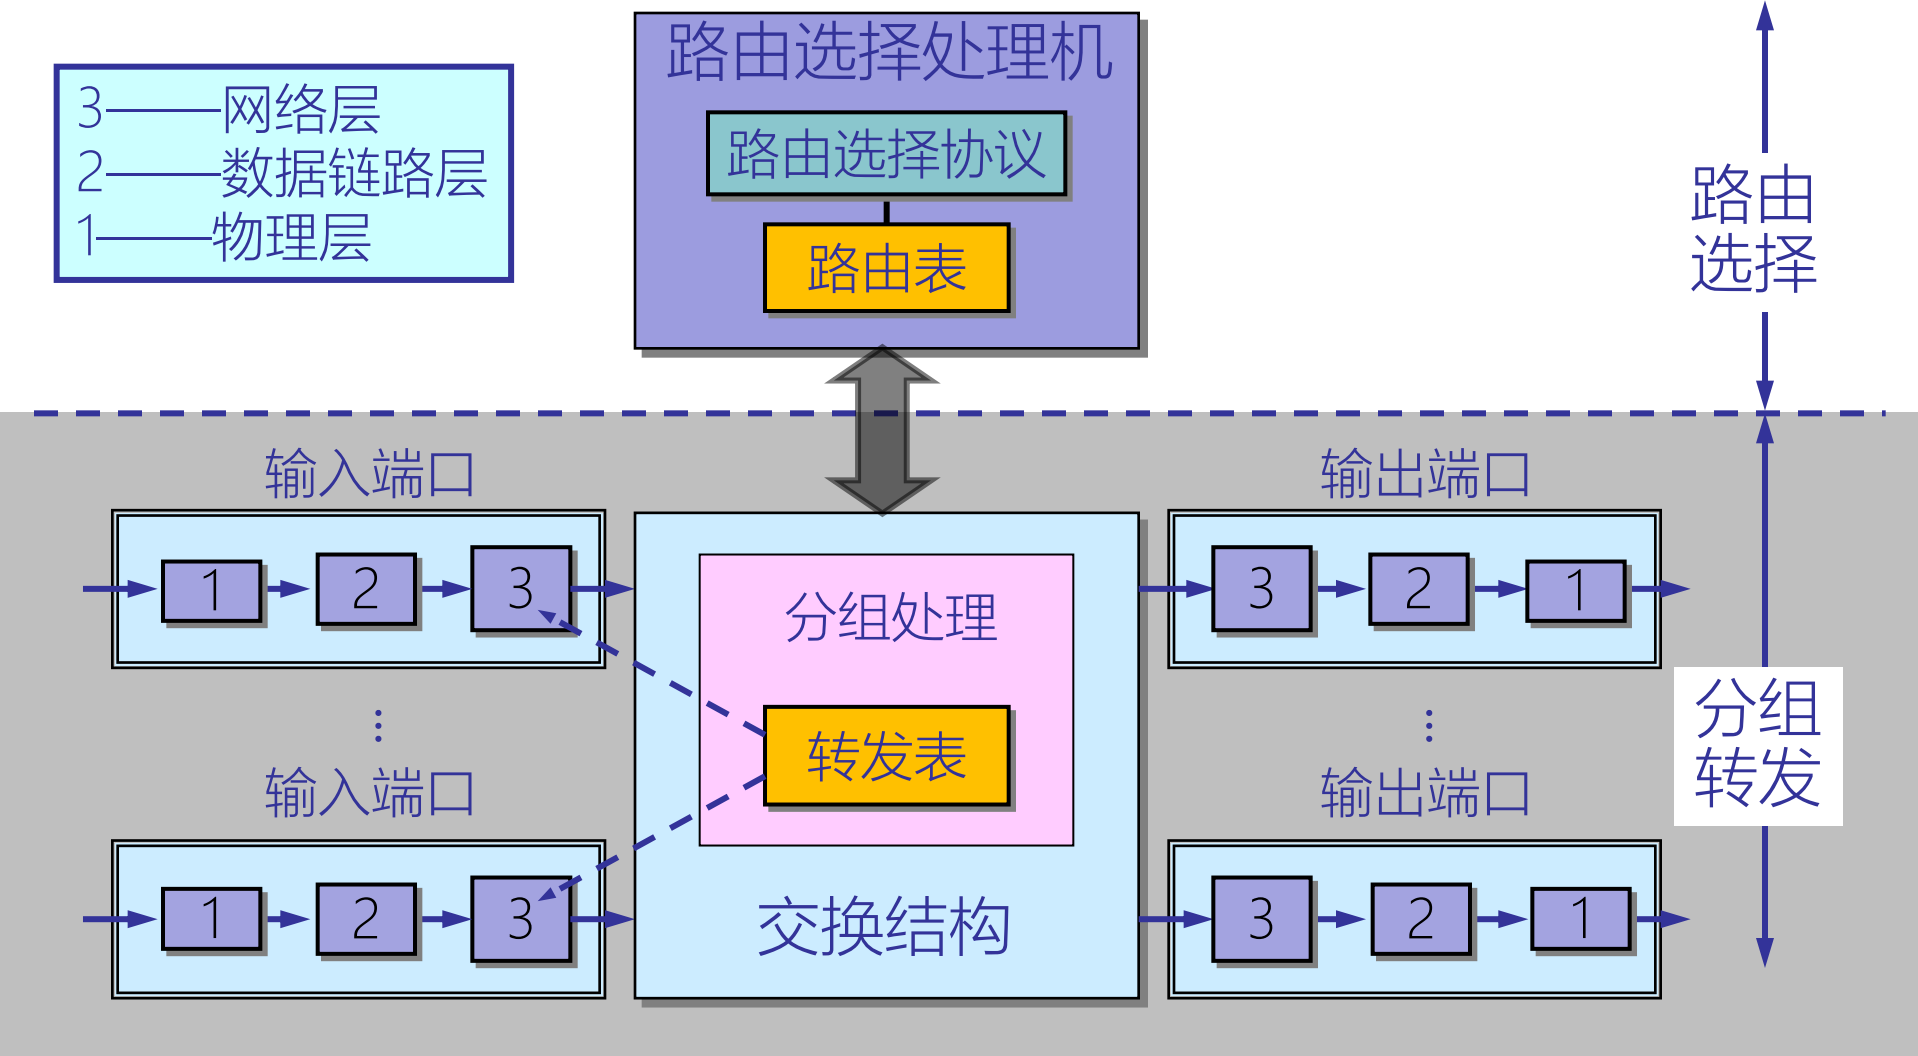 路由选择处理机
3——网络层
2——数据链路层
1——物理层
路由选择协议
路由表
路由
选择
输入端口
输出端口
1 2 3
3 2 1
分组处理
转发表
分组
转发
⋮
⋮
输入端口
输出端口
1 2 3
3 2 1
交换结构